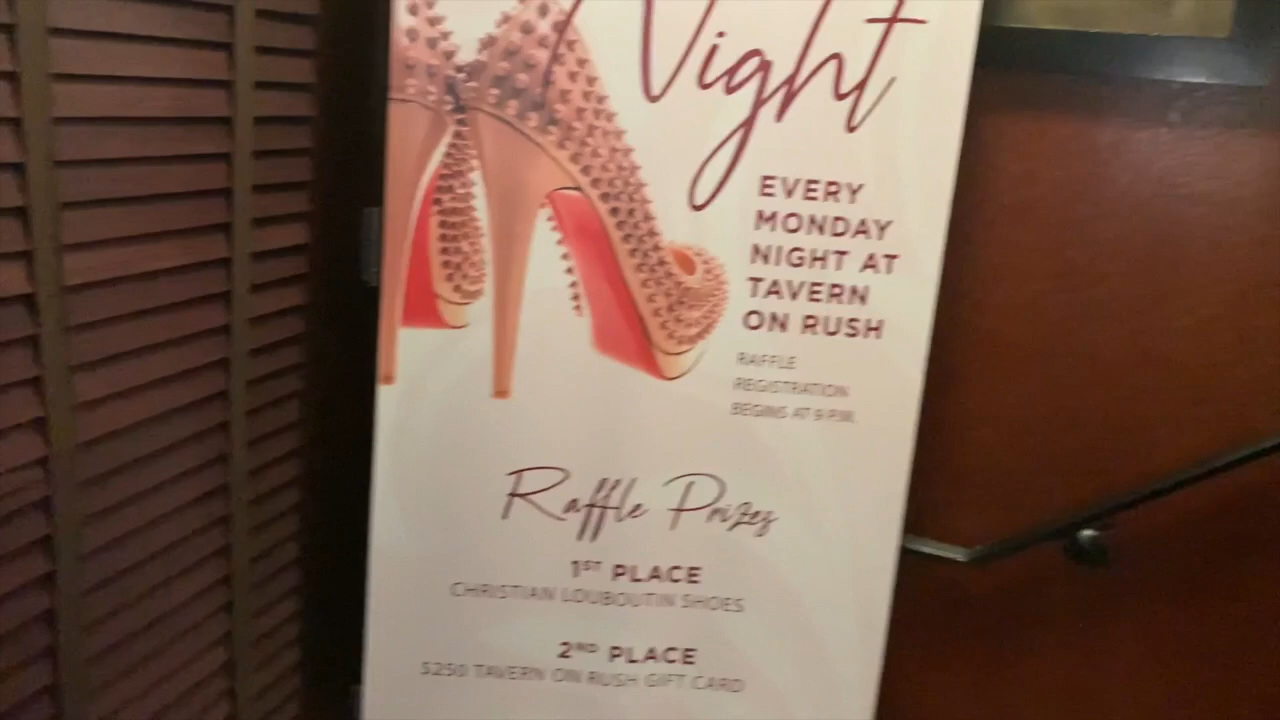 Night
EVERY
MONDAY
NIGHT AT
TAVERN
ON RUSH
RAFFLE
REGISTRATION
BEGINS AT 9 P.M.
Raffle Prizes
1ST PLACE
CHRISTIAN LOUBOUTIN SHOES
2ND PLACE
$250 TAVERN ON RUSH GIFT CARD